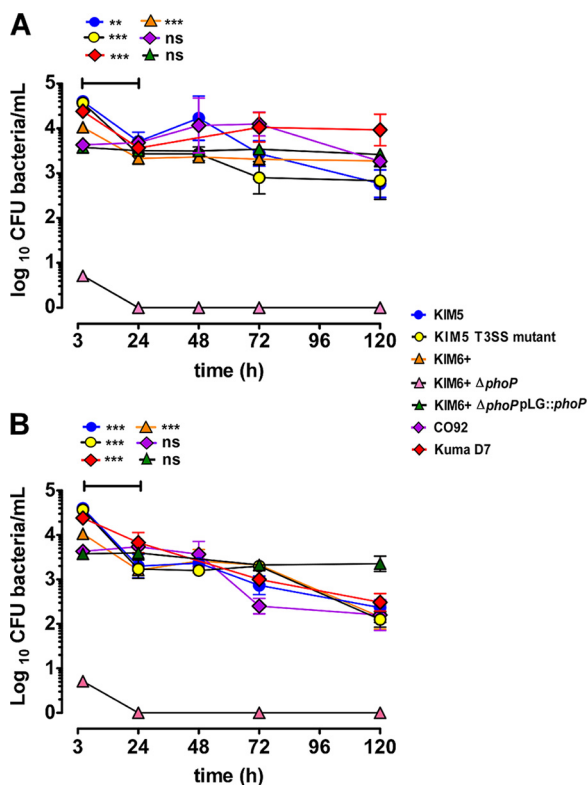 A
** ***
*** ns
*** ns
5
4
3
2
1
0
log 10 CFU bacteria/mL
3 24 48 72 96 120
time (h)
KIM5
KIM5 T3SS mutant
KIM6+
KIM6+ ΔphoP
KIM6+ ΔphoP pLG::phoP
CO92
Kuma D7
B
*** ***
*** ns
*** ns
5
4
3
2
1
0
Log 10 CFU bacteria/mL
3 24 48 72 96 120
time (h)